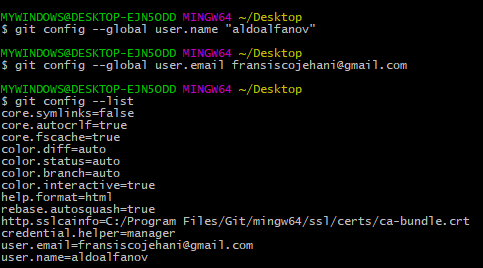 MYWINDOWS@DESKTOP-EJN5ODD MINGW64 ~/Desktop
$ git config --global user.name "aldoalfanov"
MYWINDOWS@DESKTOP-EJN5ODD MINGW64 ~/Desktop
$ git config --global user.email fransiscojehani@gmail.com
MYWINDOWS@DESKTOP-EJN5ODD MINGW64 ~/Desktop
$ git config --list
core.symlinks=false
core.autocrlf=true
core.fscache=true
color.diff=auto
color.status=auto
color.branch=auto
color.interactive=true
help.format=html
rebase.autosquash=true
http.sslcainfo=C:/Program Files/Git/mingw64/ssl/certs/ca-bundle.crt
credential.helper=manager
user.email=fransiscojehani@gmail.com
user.name=aldoalfanov